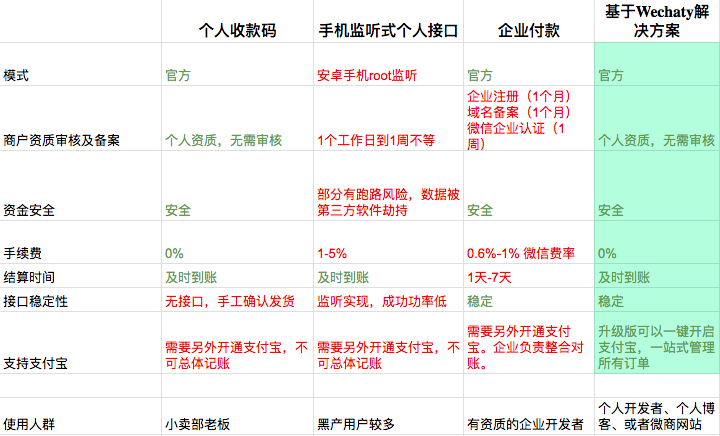 个人收款码 手机监听式个人接口 企业付款 基于Wechaty解
决方案
模式 官方 安卓手机root监听 官方 官方
商户资质审核及备案 个人资质，无需审核 1个工作日到1周不等 企业注册（1个月）
域名备案（1个月）
微信企业认证（1
周） 个人资质，无需审核
资金安全 安全 部分有跑路风险，数据被
第三方软件劫持 安全 安全
手续费 0% 1-5% 0.6%-1% 微信费率 0%
结算时间 及时到账 及时到账 1天-7天 及时到账
接口稳定性 无接口，手工确认发货 监听实现，成功功率低 稳定 稳定
支持支付宝 需要另外开通支付宝，不
可总体记账 需要另外开通支付宝，不
可总体记账 需要另外开通支付
宝。企业负责整合对
账。 升级版可以一键开启
支付宝，一站式管理
所有订单
使用人群 小卖部老板 黑产用户较多 有资质的企业开发者 个人开发者、个人博
客、或者微商网站